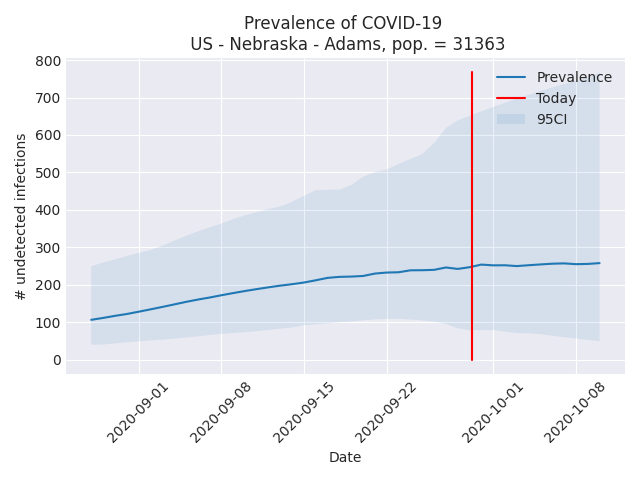 Prevalence of COVID-19
US - Nebraska - Adams, pop. = 31363
# undetected infections
800
700
600
500
400
300
200
100
0
Prevalence
Today
95CI
2020-09-01
2020-09-08
2020-09-15
2020-09-22
2020-10-01
2020-10-08
Date